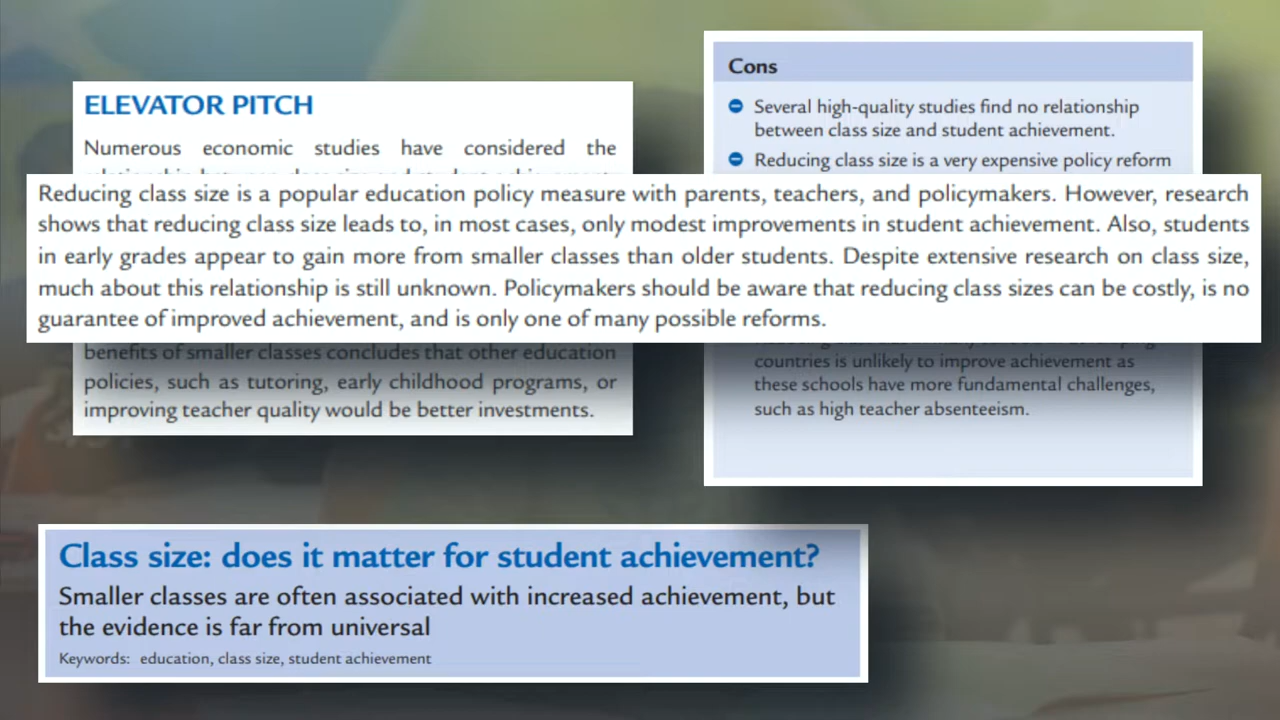 ELEVATOR PITCH
Numerous economic studies have considered the
Cons
Several high-quality studies find no relationship
between class size and student achievement.
Reducing class size is a very expensive policy reform
Reducing class size is a popular education policy measure with parents, teachers, and policymakers. However, research
shows that reducing class size leads to, in most cases, only modest improvements in student achievement. Also, students
in early grades appear to gain more from smaller classes than older students. Despite extensive research on class size,
much about this relationship is still unknown. Policymakers should be aware that reducing class sizes can be costly, is no
guarantee of improved achievement, and is only one of many possible reforms.
benefits of smaller classes concludes that other education
policies, such as tutoring, early childhood programs, or
improving teacher quality would be better investments.
countries is unlikely to improve achievement as
these schools have more fundamental challenges,
such as high teacher absenteeism.
Class size: does it matter for student achievement?
Smaller classes are often associated with increased achievement, but
the evidence is far from universal
Keywords: education, class size, student achievement